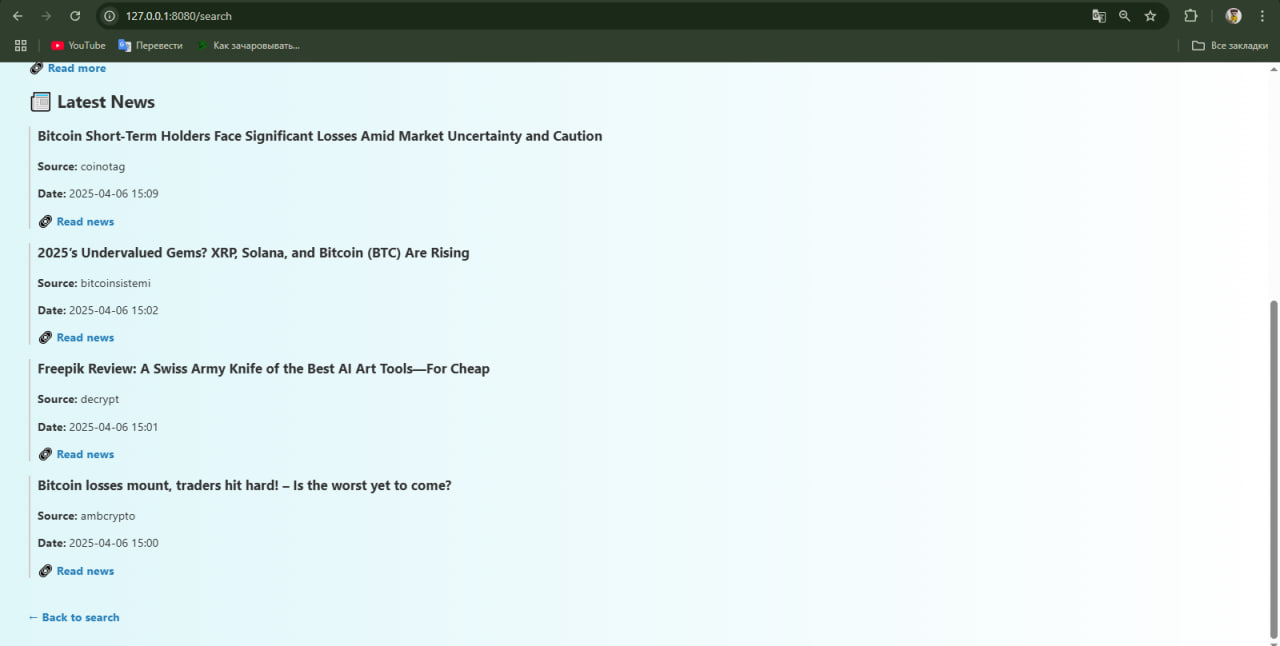 127.0.0.1:8080/search
YouTube
Перевести
Как зачаровывать...
Все закладки
Read more
Latest News
Bitcoin Short-Term Holders Face Significant Losses Amid Market Uncertainty and Caution
Source: coinotag
Date: 2025-04-06 15:09
Read news
2025’s Undervalued Gems? XRP, Solana, and Bitcoin (BTC) Are Rising
Source: bitcoinsistemi
Date: 2025-04-06 15:02
Read news
Freepik Review: A Swiss Army Knife of the Best AI Art Tools—For Cheap
Source: decrypt
Date: 2025-04-06 15:01
Read news
Bitcoin losses mount, traders hit hard! – Is the worst yet to come?
Source: ambcrypto
Date: 2025-04-06 15:00
Read news
← Back to search